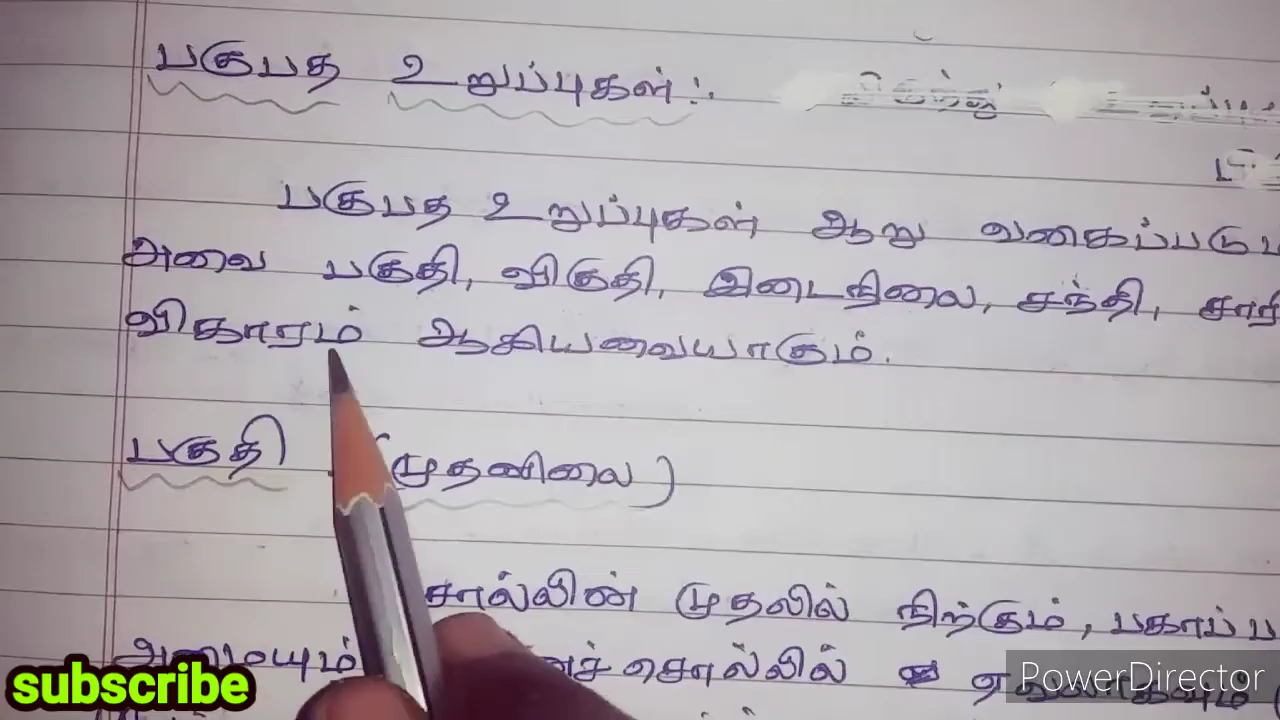 பகுபத உறுப்புகள்:-
பகுபத உறுப்புகள் ஆறு வகைப்படு
அவை பகுதி, விகுதி, இடைநிலை, சந்தி, சாரி
விகாரம் ஆகியவையாகும்.
பகுதி (முதனிலை)
சொல்லின் முதலில் நிற்கும், பகாப்ப
அமையும் சொல்லில்
subscribe
PowerDirector